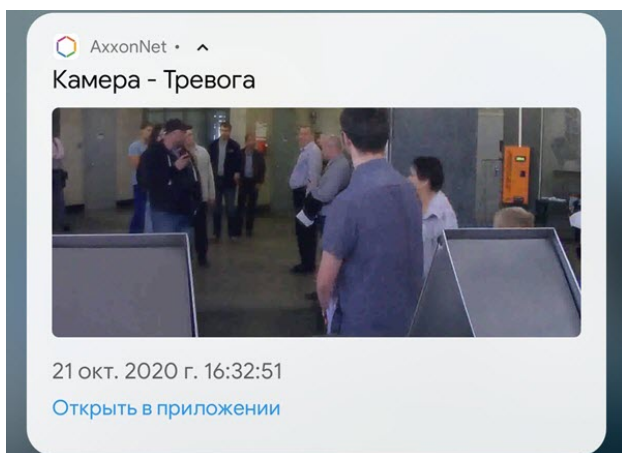 AxxonNet •
Камера - Тревога
21 окт. 2020 г. 16:32:51
Открыть в приложении